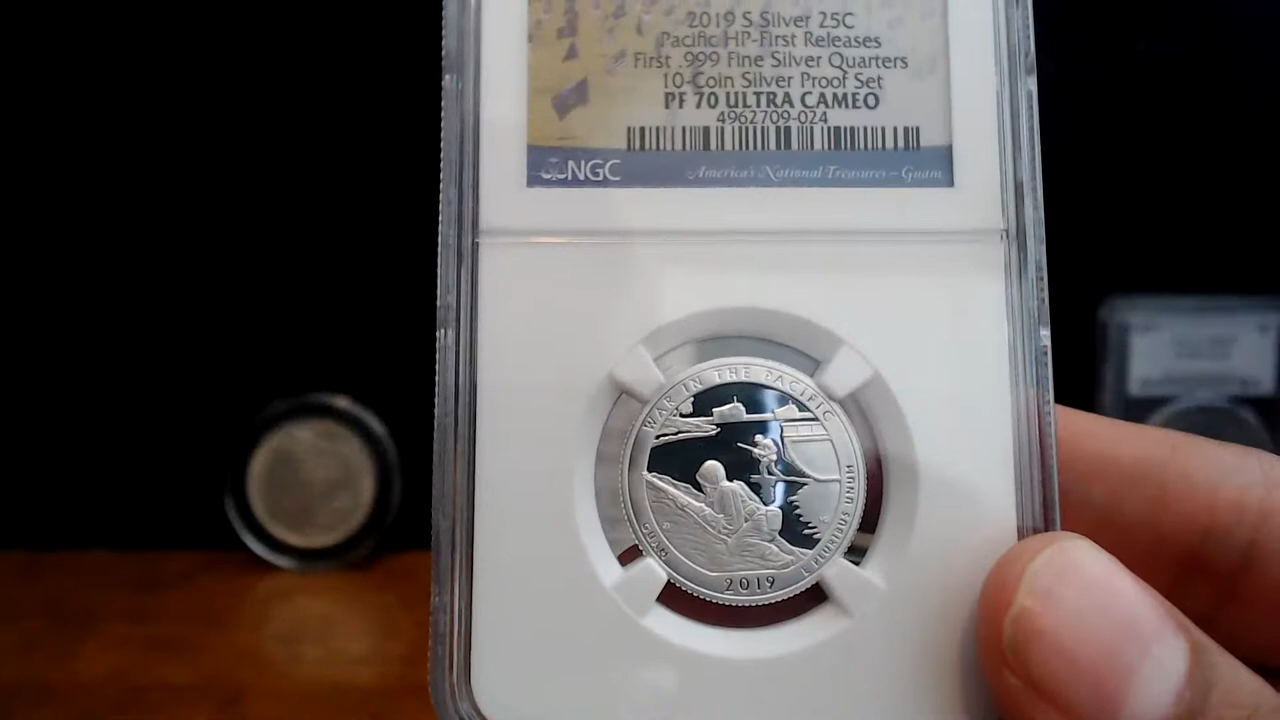 2019 S Silver 25C
Pacific HP-First Releases
First .999 Fine Silver Quarters
10-Coin Silver Proof Set
PF 70 ULTRA CAMEO
4962709-024
NGC
America's National Treasures – Guam
WAR IN THE PACIFIC
GUAM
2019
E PLURIBUS UNUM